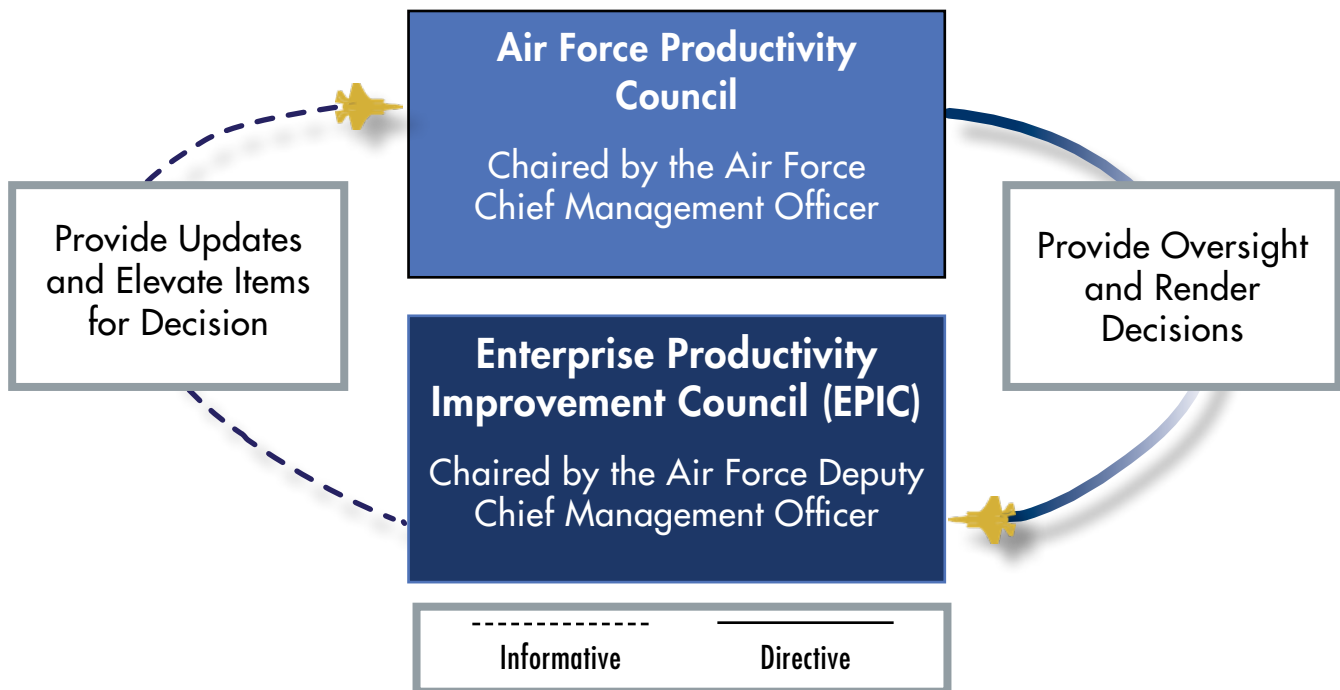 Air Force Productivity
Council
Chaired by the Air Force
Chief Management Officer
Provide Updates
and Elevate Items
for Decision
Provide Oversight
and Render
Decisions
Enterprise Productivity
Improvement Council (EPIC)
Chaired by the Air Force Deputy
Chief Management Officer
Informative
Directive